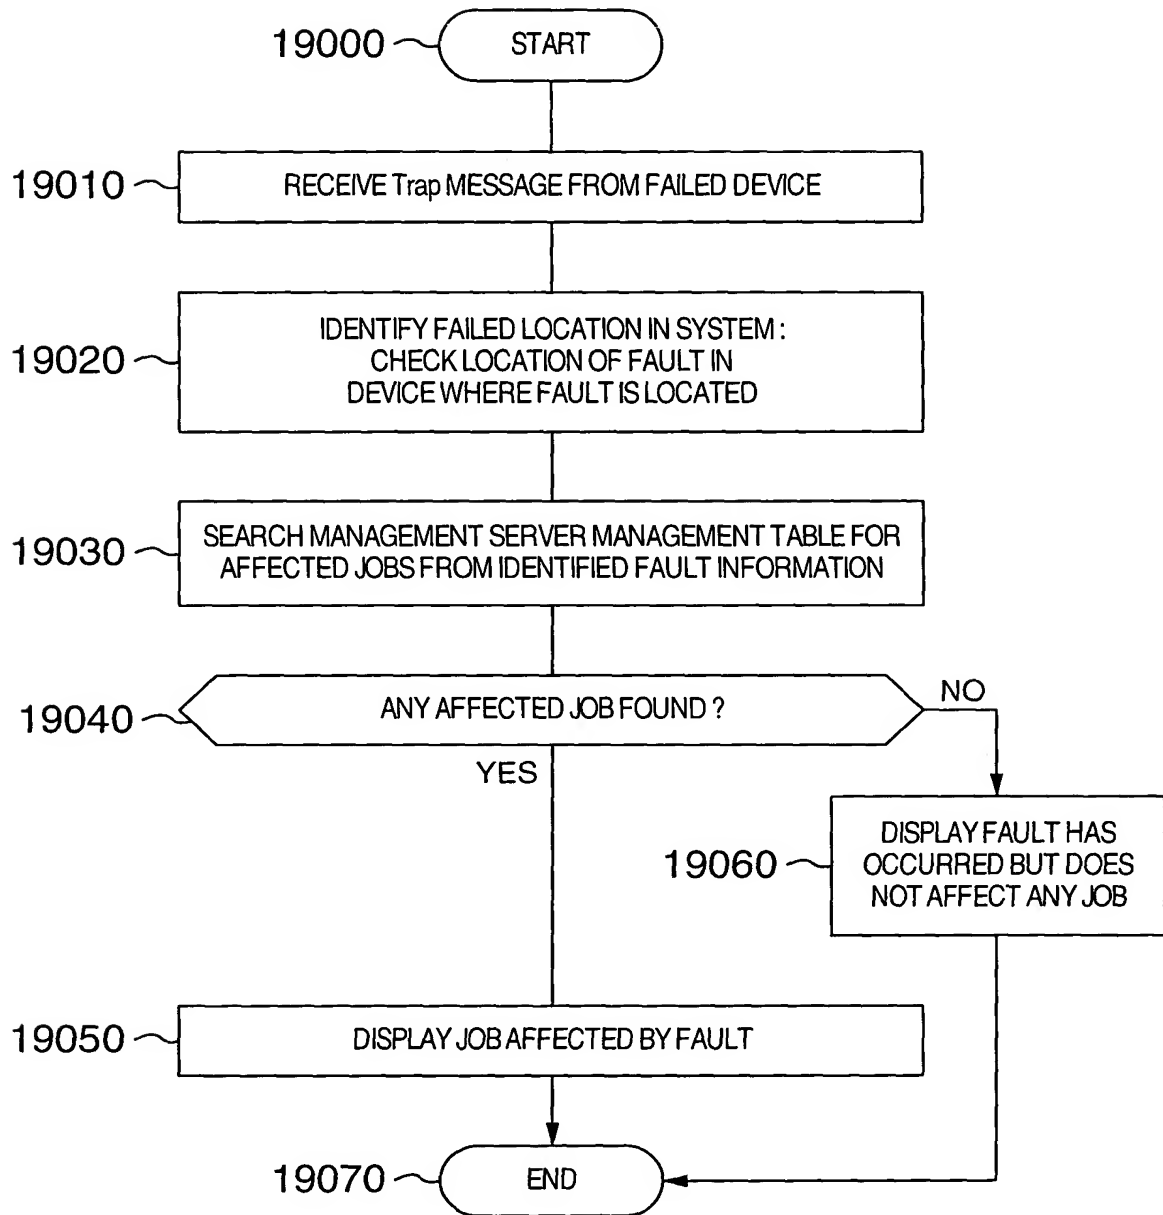 19000
START
19010
RECEIVE Trap MESSAGE FROM FAILED DEVICE
19020
IDENTIFY FAILED LOCATION IN SYSTEM :
CHECK LOCATION OF FAULT IN
DEVICE WHERE FAULT IS LOCATED
19030
SEARCH MANAGEMENT SERVER MANAGEMENT TABLE FOR
AFFECTED JOBS FROM IDENTIFIED FAULT INFORMATION
19040
ANY AFFECTED JOB FOUND ?
NO
YES
19060
DISPLAY FAULT HAS
OCCURRED BUT DOES
NOT AFFECT ANY JOB
19050
DISPLAY JOB AFFECTED BY FAULT
19070
END